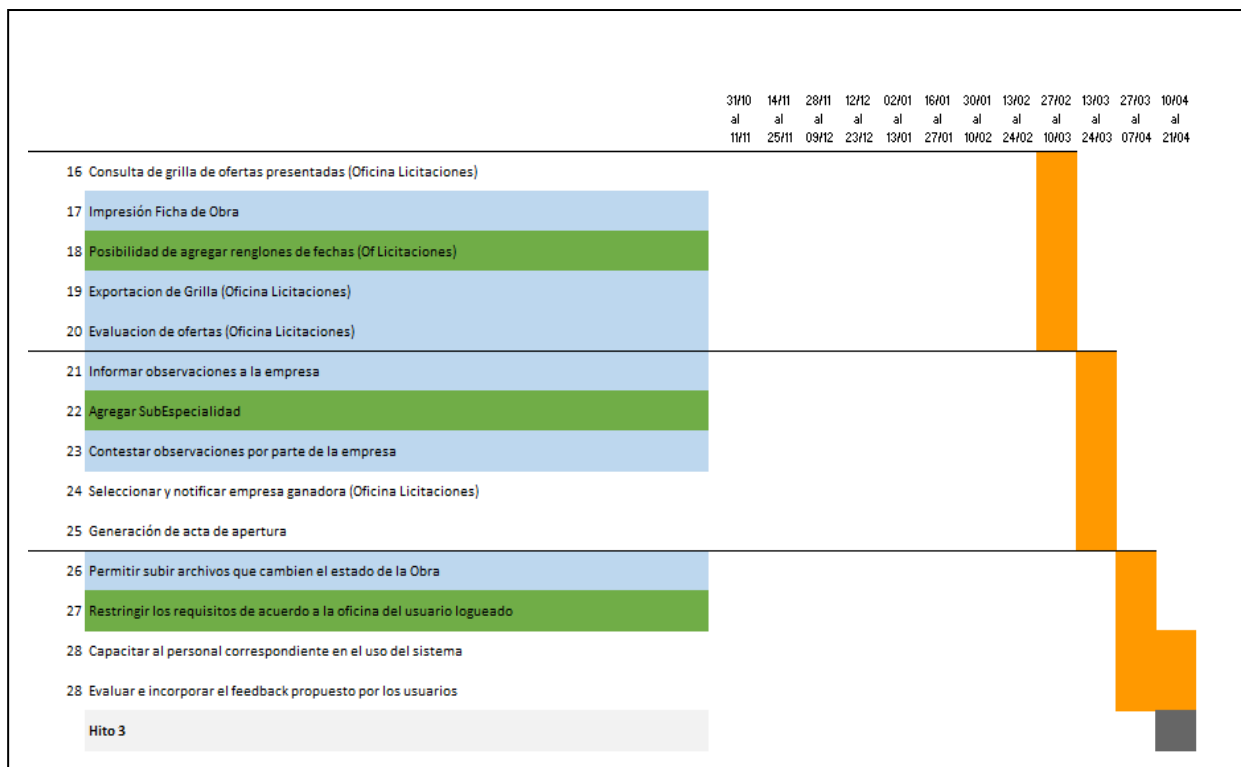 31/10 14/11 28/11 12/12 02/01 16/01 30/01 13/02 27/02 13/03 27/03 10/04
al al al al al al al al al al al al
11/11 25/11 09/12 23/12 13/01 27/01 10/02 24/02 10/03 24/03 07/04 21/04
16 Consulta de grilla de ofertas presentadas (Oficina Licitaciones)
17 Impresión Ficha de Obra
18 Posibilidad de agregar renglones de fechas (Of Licitaciones)
19 Exportacion de Grilla (Oficina Licitaciones)
20 Evaluacion de ofertas (Oficina Licitaciones)
21 Informar observaciones a la empresa
22 Agregar SubEspecialidad
23 Contestar observaciones por parte de la empresa
24 Seleccionar y notificar empresa ganadora (Oficina Licitaciones)
25 Generación de acta de apertura
26 Permitir subir archivos que cambien el estado de la Obra
27 Restringir los requisitos de acuerdo a la oficina del usuario logueado
28 Capacitar al personal correspondiente en el uso del sistema
28 Evaluar e incorporar el feedback propuesto por los usuarios
Hito 3